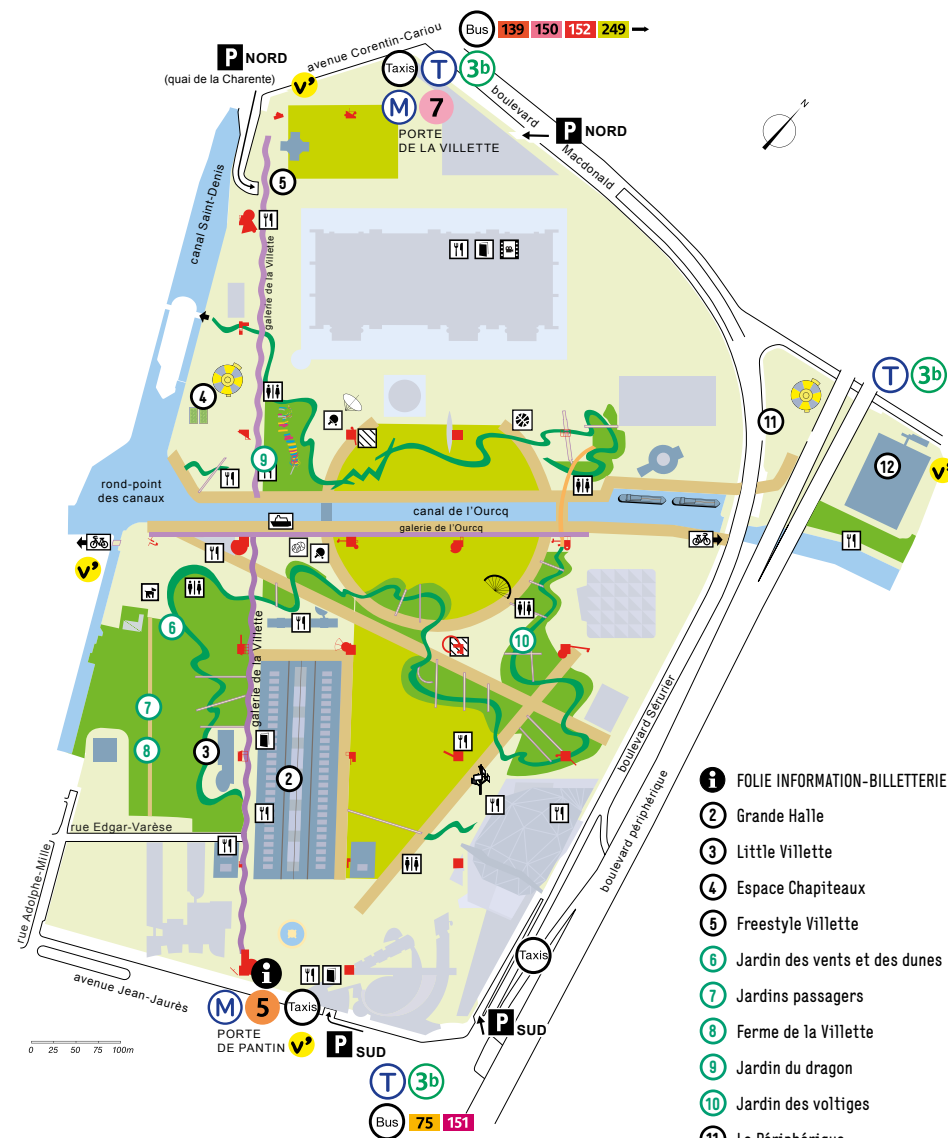 Bus 139 150 152 249
avenue Corentin-Cariou
P NORD
(quai de la Charente)
v'
Taxis T 3b
M 7
PORTE
DE LA VILLETTE
boulevard Macdonald
P NORD
N
canal Saint-Denis
5
galerie de la Villette
T 3b
4
11
12
v'
9
rond-point
des canaux
canal de l'Ourcq
galerie de l'Ourcq
v'
6
10
galerie de la Villette
7
8
3
2
boulevard Sérurier
boulevard périphérique
rue Edgar-Varèse
rue Adolphe-Mille
avenue Jean-Jaurès
Taxis
i
M 5 Taxis
PORTE
DE PANTIN v'
P SUD
P SUD
0 25 50 75 100m
T 3b
Bus 75 151
i FOLIE INFORMATION-BILLETTERIE
2 Grande Halle
3 Little Villette
4 Espace Chapiteaux
5 Freestyle Villette
6 Jardin des vents et des dunes
7 Jardins passagers
8 Ferme de la Villette
9 Jardin du dragon
10 Jardin des voltiges
11 Le Périphérique